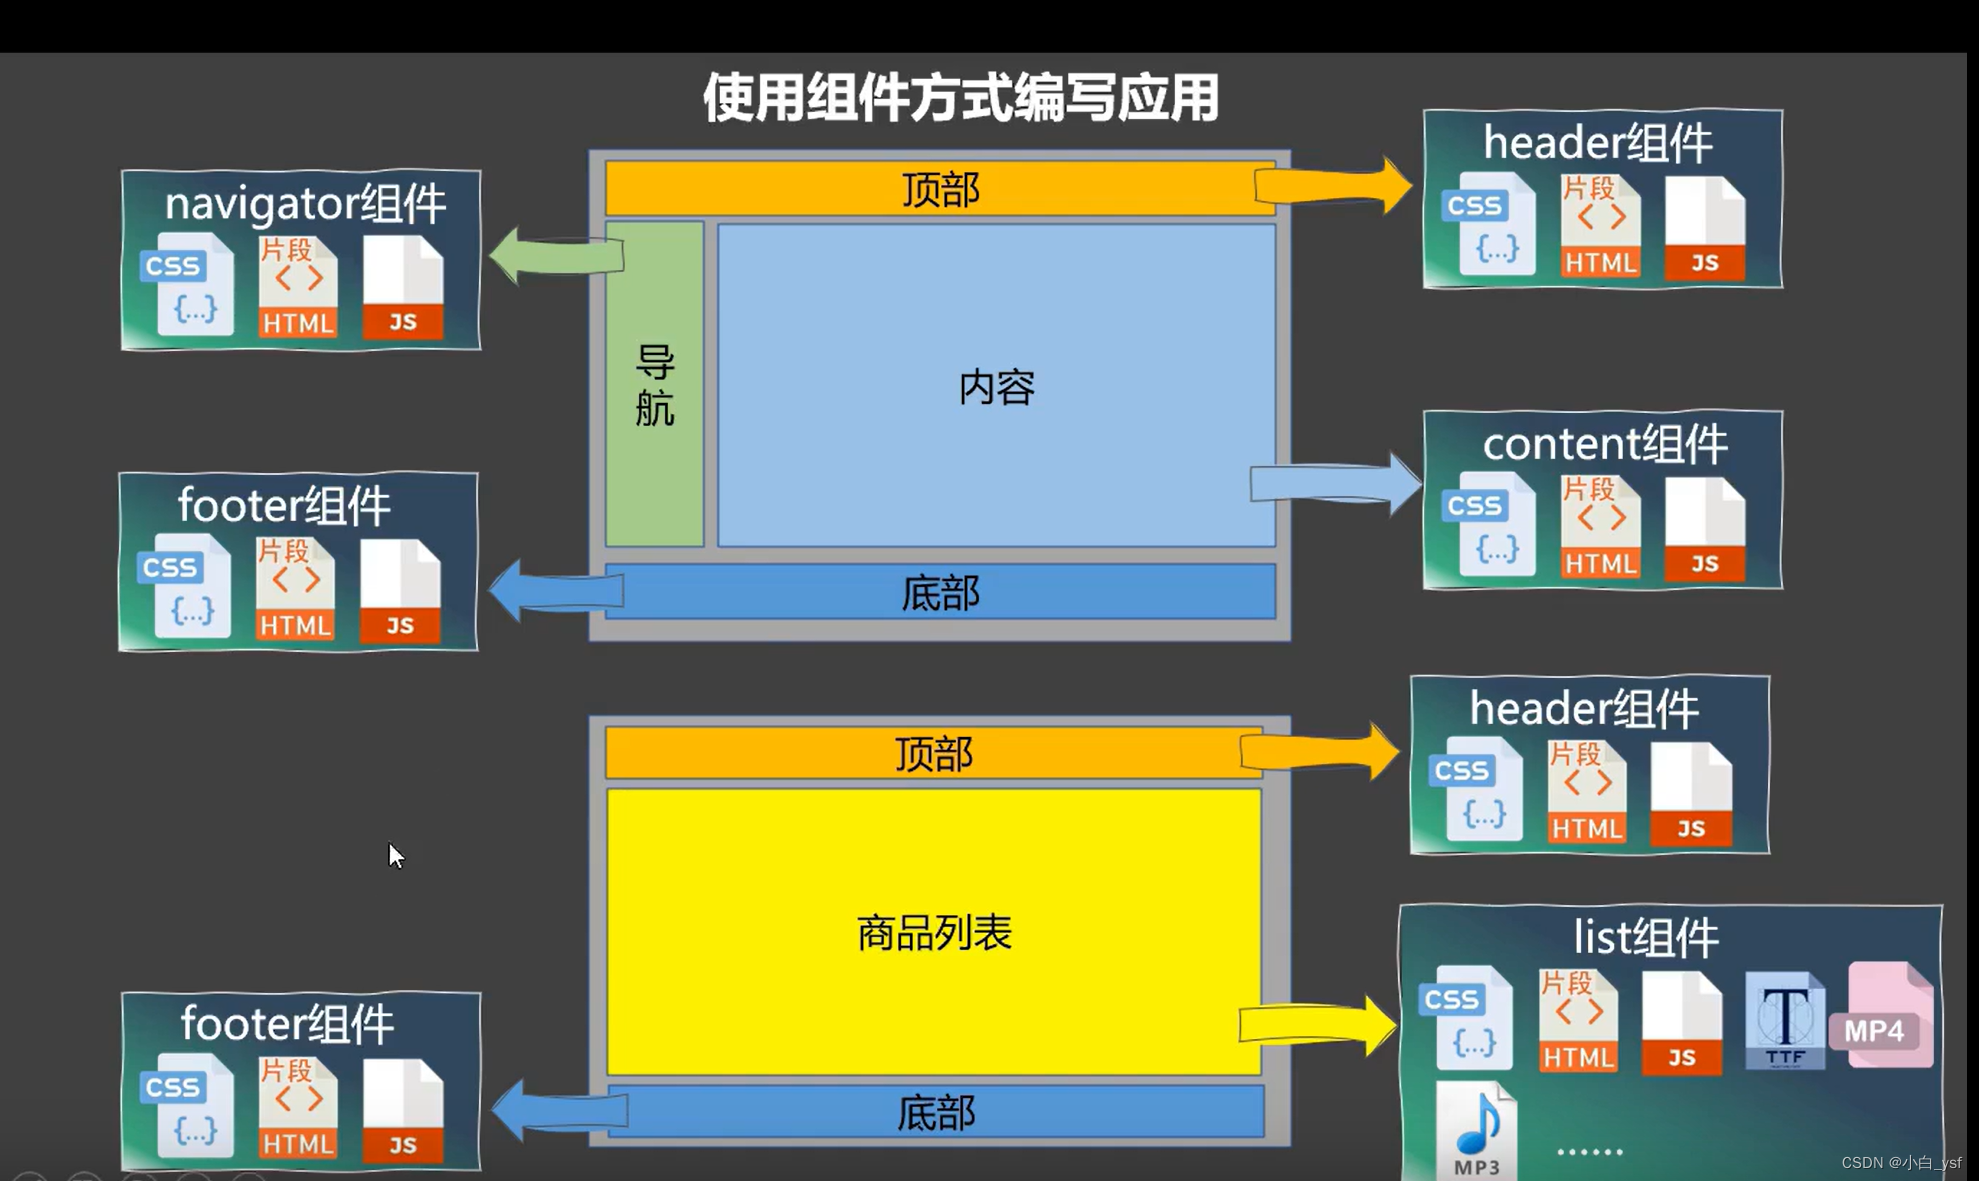 使用组件方式编写应用
header组件
片段
CSS
{...}
< >
HTML
JS
navigator组件
片段
CSS
{...}
< >
HTML
JS
顶部
导
航
内容
底部
content组件
片段
CSS
{...}
< >
HTML
JS
footer组件
片段
CSS
{...}
< >
HTML
JS
header组件
片段
CSS
{...}
< >
HTML
JS
顶部
商品列表
底部
list组件
片段
CSS
{...}
< >
HTML
JS
T
TTF
MP4
MP3
......
footer组件
片段
CSS
{...}
< >
HTML
JS
CSDN @小白_ysf